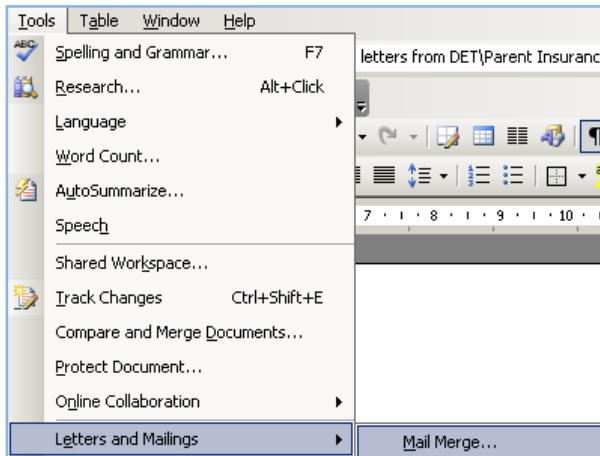 Tools Table Window Help
ABC Spelling and Grammar... F7
letters from DET\Parent Insuranc
Research... Alt+Click
Language
Word Count...
AutoSummarize...
Speech
7 · ı · 8 · ı · 9 · ı · 10 · ı
Shared Workspace...
Track Changes Ctrl+Shift+E
Compare and Merge Documents...
Protect Document...
Online Collaboration
Letters and Mailings
Mail Merge...